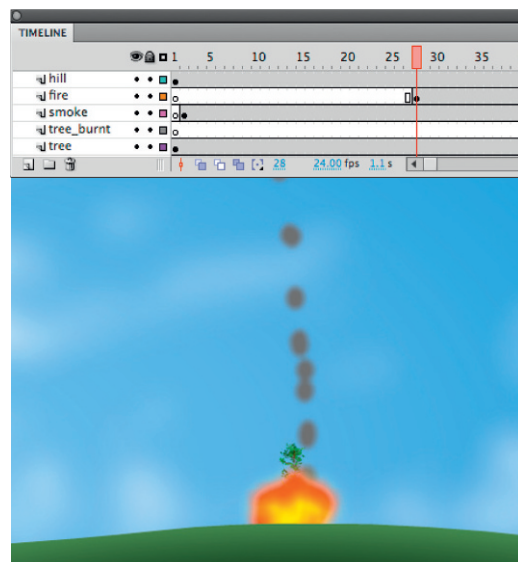 TIMELINE
1 5 10 15 20 25 30 35
hill
fire
smoke
tree_burnt
tree
28 24.00 fps 1.1 s